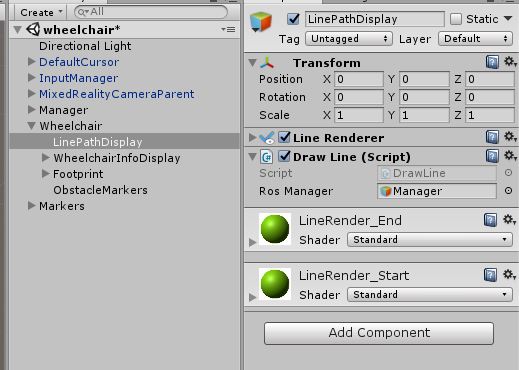 Create
All
wheelchair*
Directional Light
DefaultCursor
InputManager
MixedRealityCameraParent
Manager
Wheelchair
LinePathDisplay
WheelchairInfoDisplay
Footprint
ObstacleMarkers
Markers
LinePathDisplay Static
Tag Untagged Layer Default
Transform
Position X 0 Y 0 Z 0
Rotation X 0 Y 0 Z 0
Scale X 1 Y 1 Z 1
Line Renderer
Draw Line (Script)
Script DrawLine
Ros Manager Manager
LineRender_End
Shader Standard
LineRender_Start
Shader Standard
Add Component